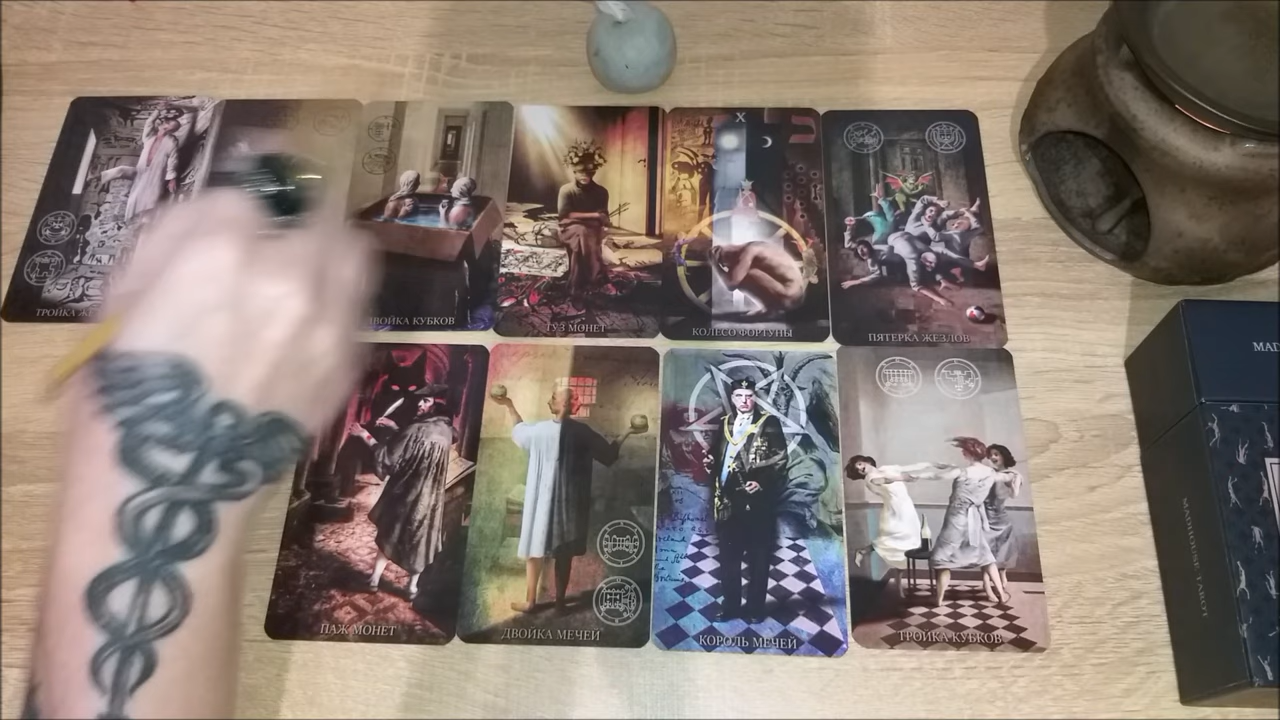 ДВОЙКА КУБКОВ
ТУЗ МОНЕТ
X
КОЛЕСО ФОРТУНЫ
ПЯТЕРКА ЖЕЗЛОВ
ТРОЙКА
ПАЖ МОНЕТ
ДВОЙКА МЕЧЕЙ
КОРОЛЬ МЕЧЕЙ
ТРОЙКА КУБКОВ
MAD
MADHOUSE TAROT